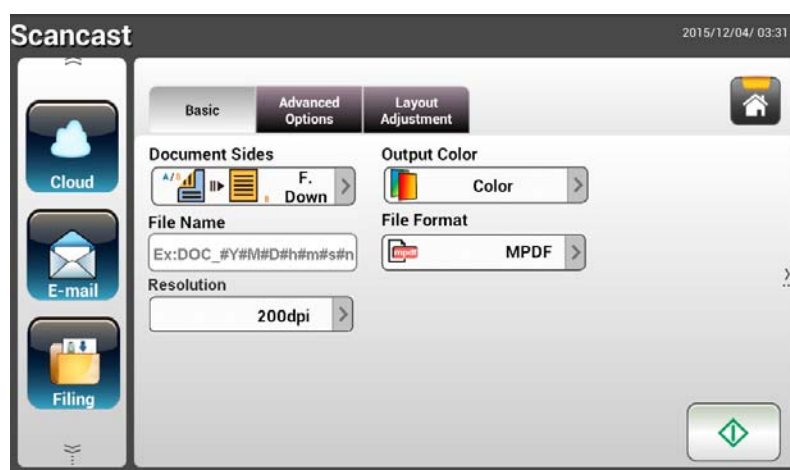 Scancast
2015/12/04/ 03:31
Basic
Advanced
Options
Layout
Adjustment
Cloud
E-mail
Filing
Document Sides
A/B
B
F.
Down
Output Color
Color
File Name
Ex:DOC_#Y#M#D#h#m#s#n
File Format
mpdf
MPDF
Resolution
200dpi